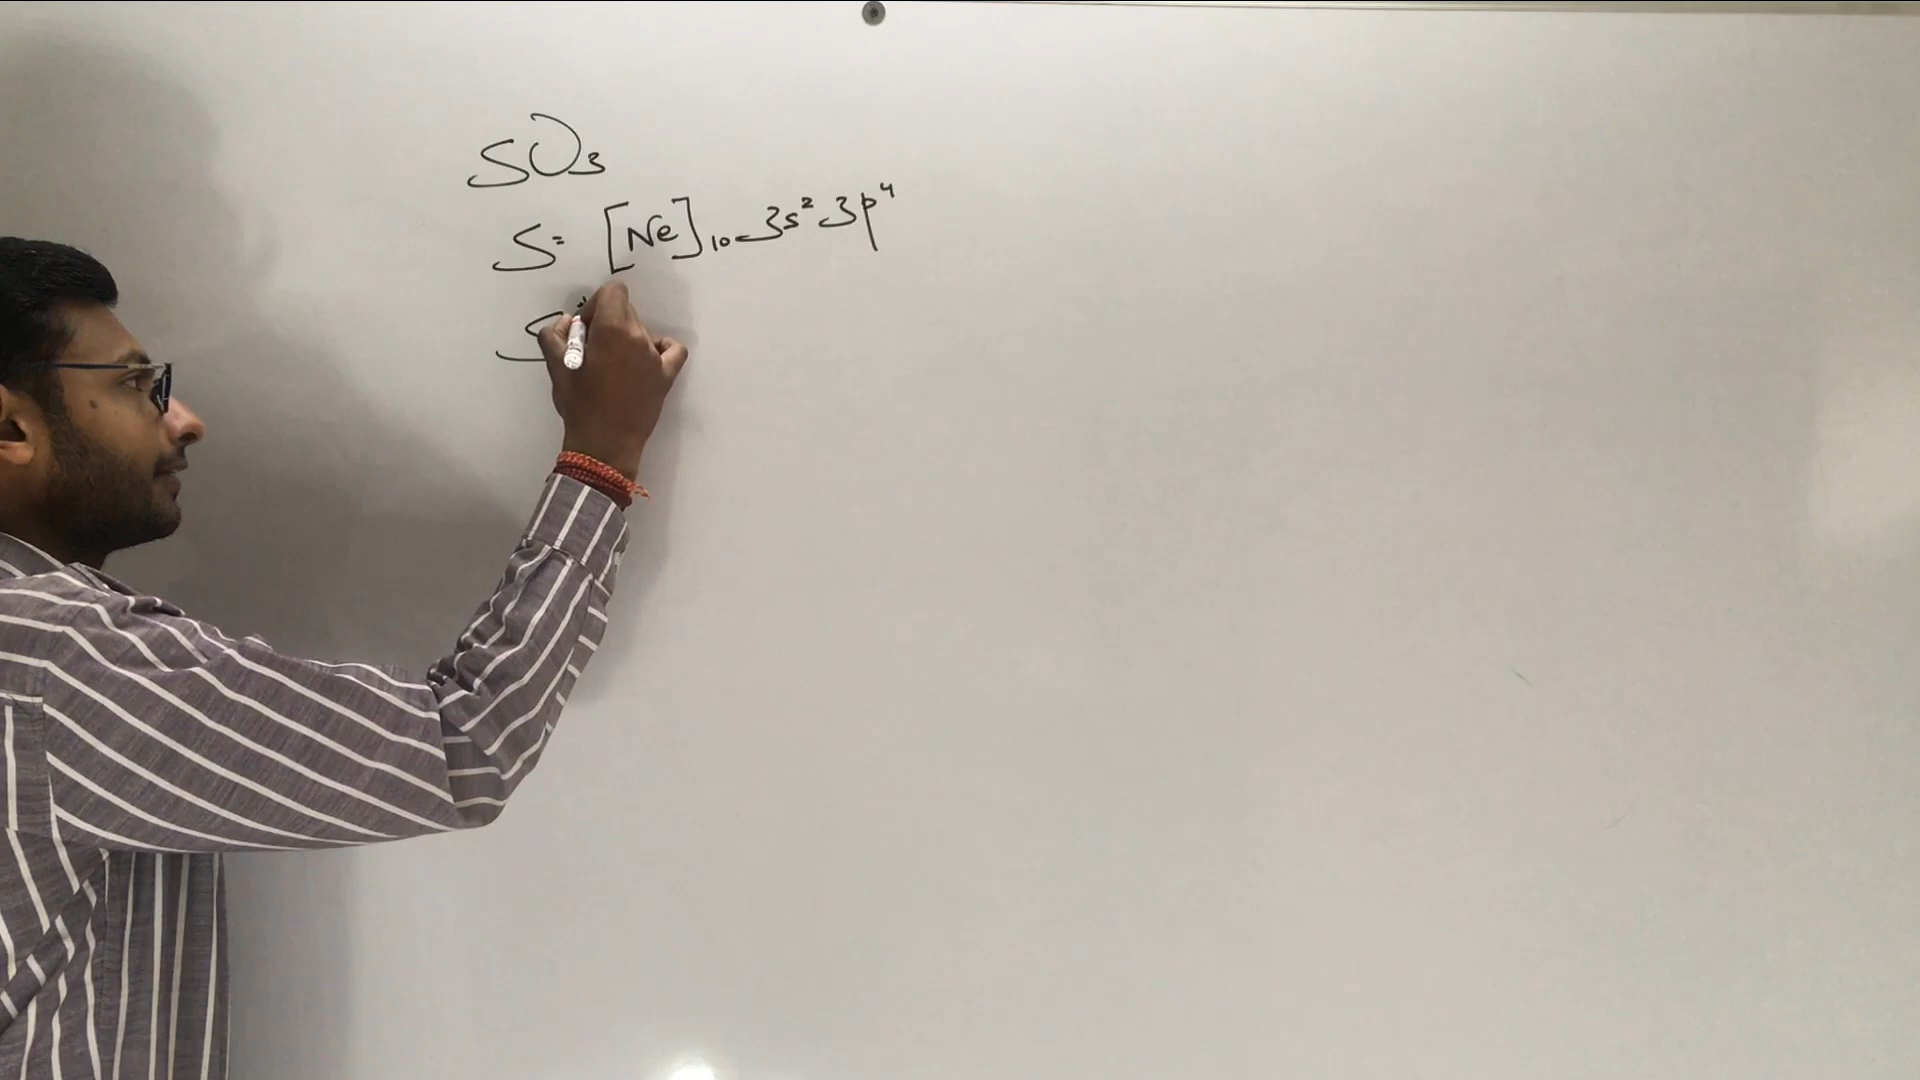 SO₃
S = [Ne]₁₀ 3s² 3p⁴
S